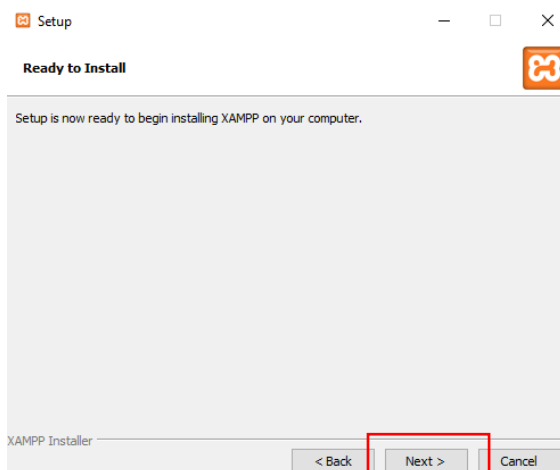 Setup
Ready to Install
Setup is now ready to begin installing XAMPP on your computer.
XAMPP Installer
< Back Next > Cancel